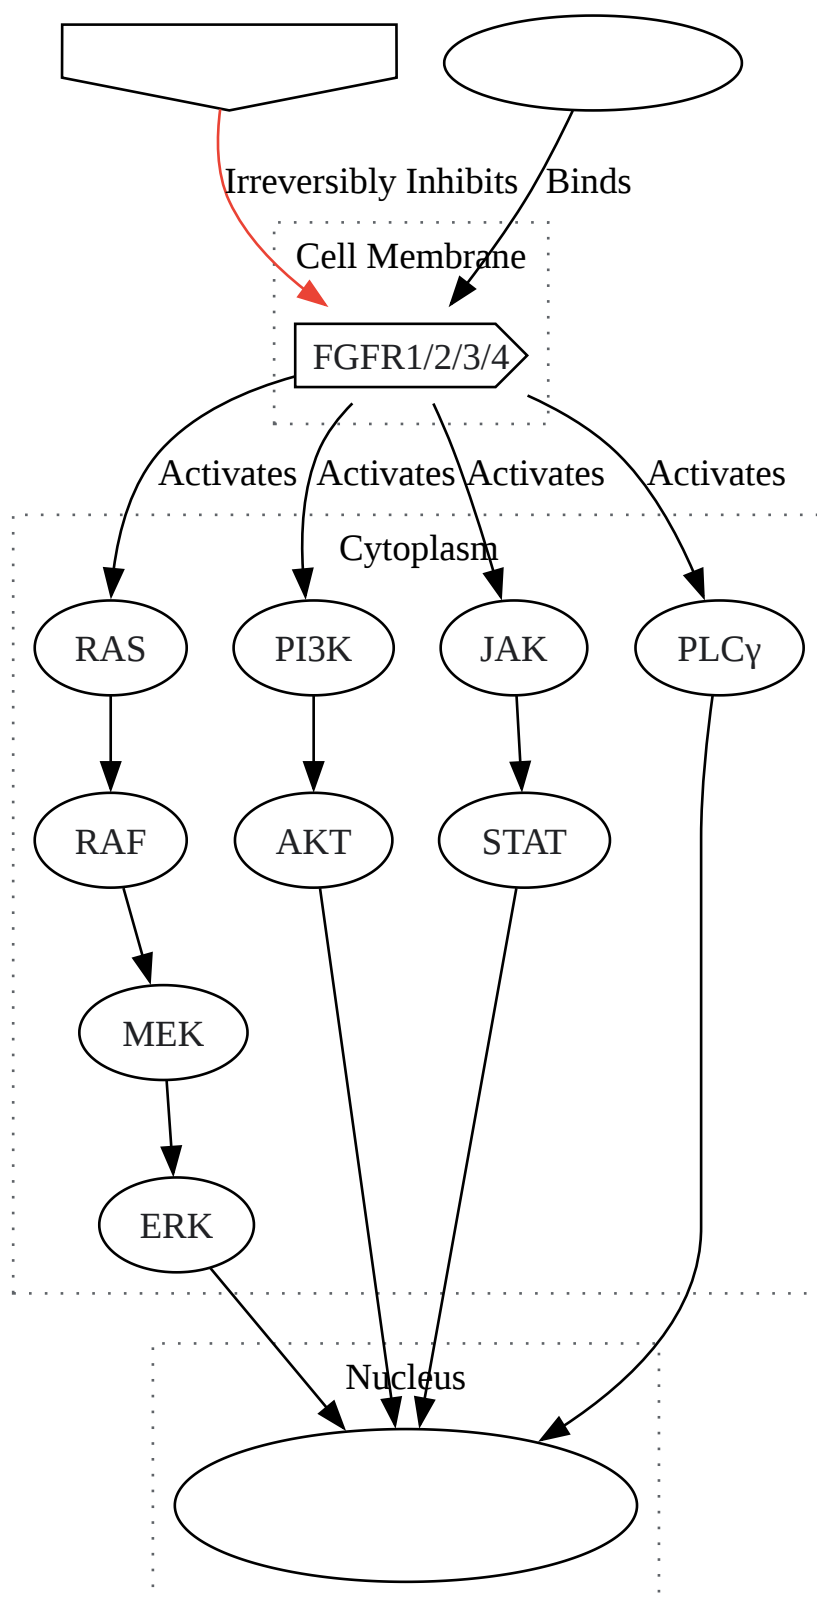 Irreversibly Inhibits
Binds
Cell Membrane
FGFR1/2/3/4
Activates
Activates
Activates
Activates
Cytoplasm
RAS
PI3K
JAK
PLCγ
RAF
AKT
STAT
MEK
ERK
Nucleus